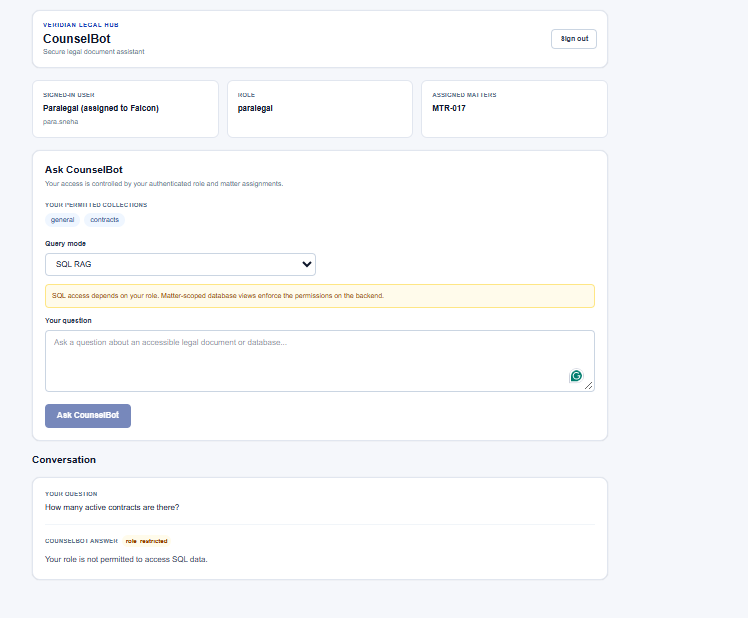 VERIDIAN LEGAL HUB
CounselBot
Secure legal document assistant
Sign out
SIGNED-IN USER
Paralegal (assigned to Falcon)
para.sneha
ROLE
paralegal
ASSIGNED MATTERS
MTR-017
Ask CounselBot
Your access is controlled by your authenticated role and matter assignments.
YOUR PERMITTED COLLECTIONS
general
contracts
Query mode
SQL RAG
SQL access depends on your role. Matter-scoped database views enforce the permissions on the backend.
Your question
Ask a question about an accessible legal document or database...
Ask CounselBot
Conversation
YOUR QUESTION
How many active contracts are there?
COUNSELBOT ANSWER role_restricted
Your role is not permitted to access SQL data.